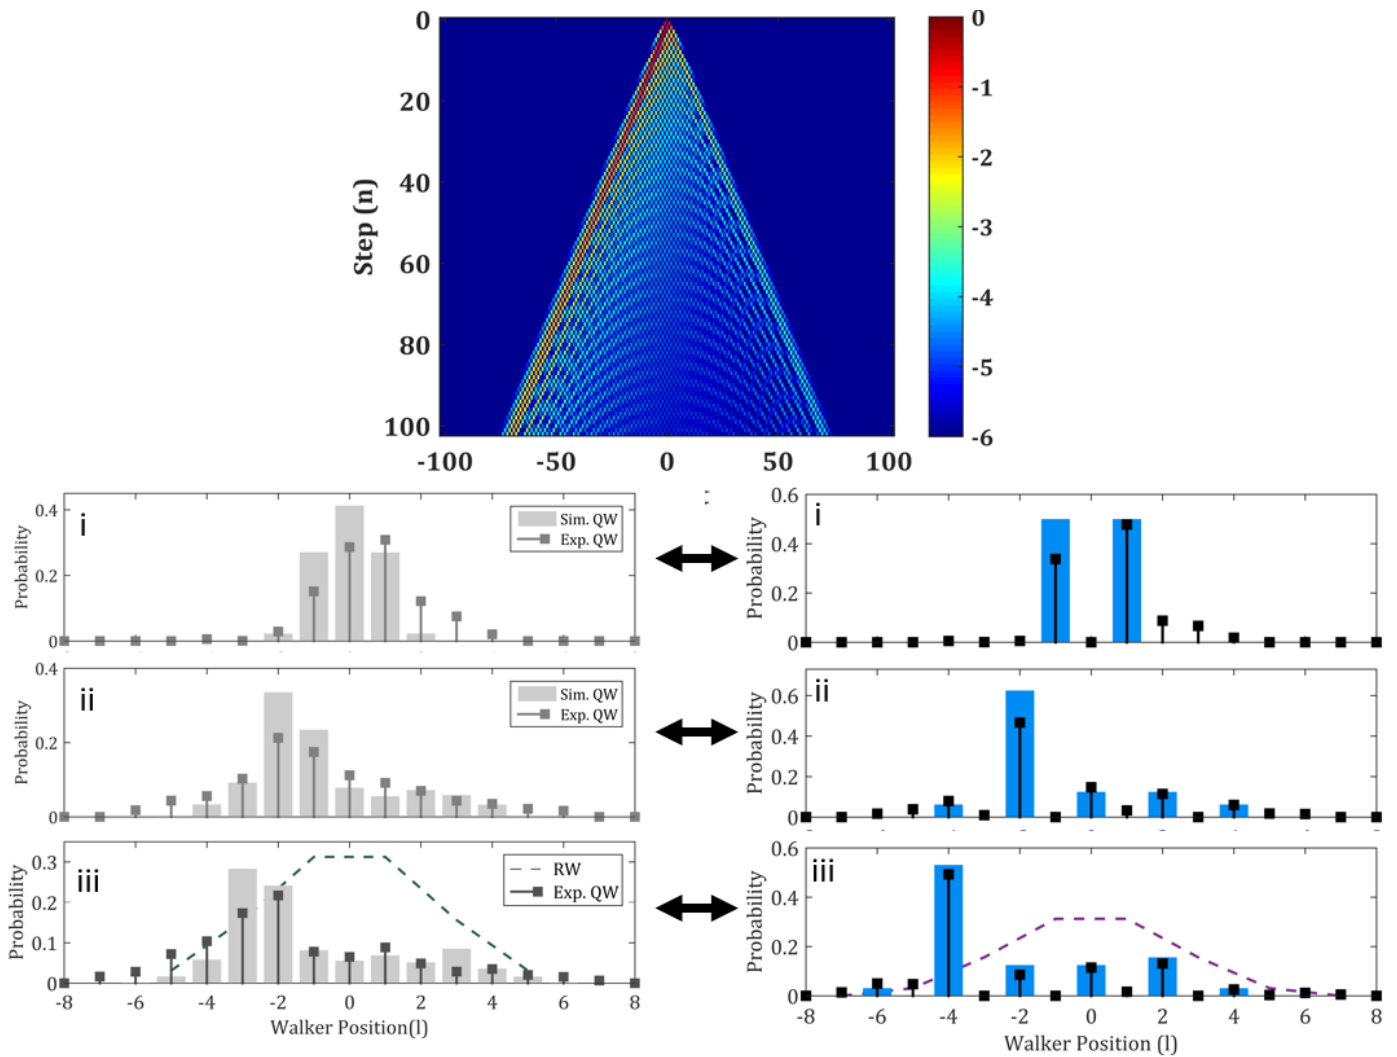 0
20
40
60
80
100
Step (n)
-100 -50 0 50 100
0
-1
-2
-3
-4
-5
-6
i
Sim. QW
Exp. QW
0.4
0.2
0
Probability
i
0.6
0.4
0.2
0
Probability
ii
Sim. QW
Exp. QW
0.4
0.2
0
Probability
ii
0.6
0.4
0.2
0
Probability
iii
RW
Exp. QW
0.3
0.2
0.1
0
Probability
-8 -6 -4 -2 0 2 4 6 8
Walker Position(l)
iii
0.6
0.4
0.2
0
Probability
-8 -6 -4 -2 0 2 4 6 8
Walker Position (l)